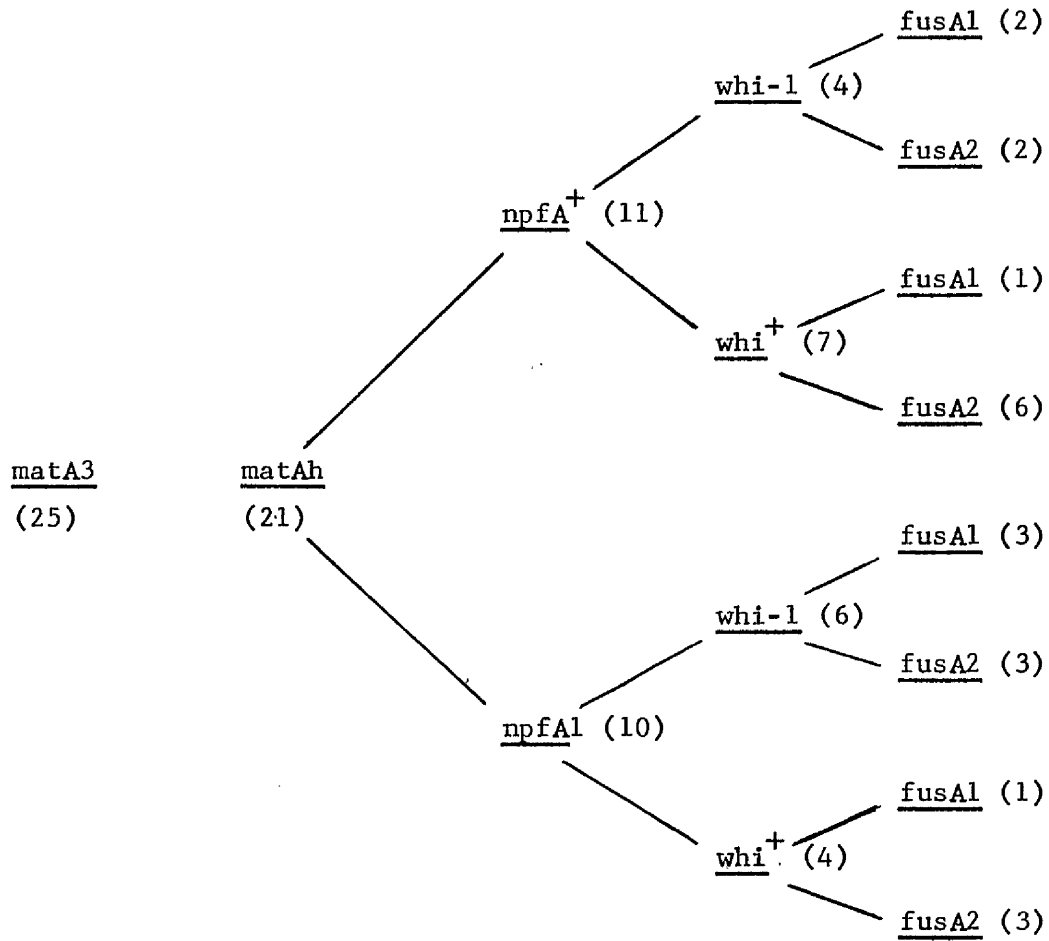 fusA1 (2)
whi-1 (4)
fusA2 (2)
npfA+ (11)
fusA1 (1)
whi+ (7)
fusA2 (6)
matA3 matAh
(25) (21)
fusA1 (3)
whi-1 (6)
fusA2 (3)
npfA1 (10)
fusA1 (1)
whi+ (4)
fusA2 (3)